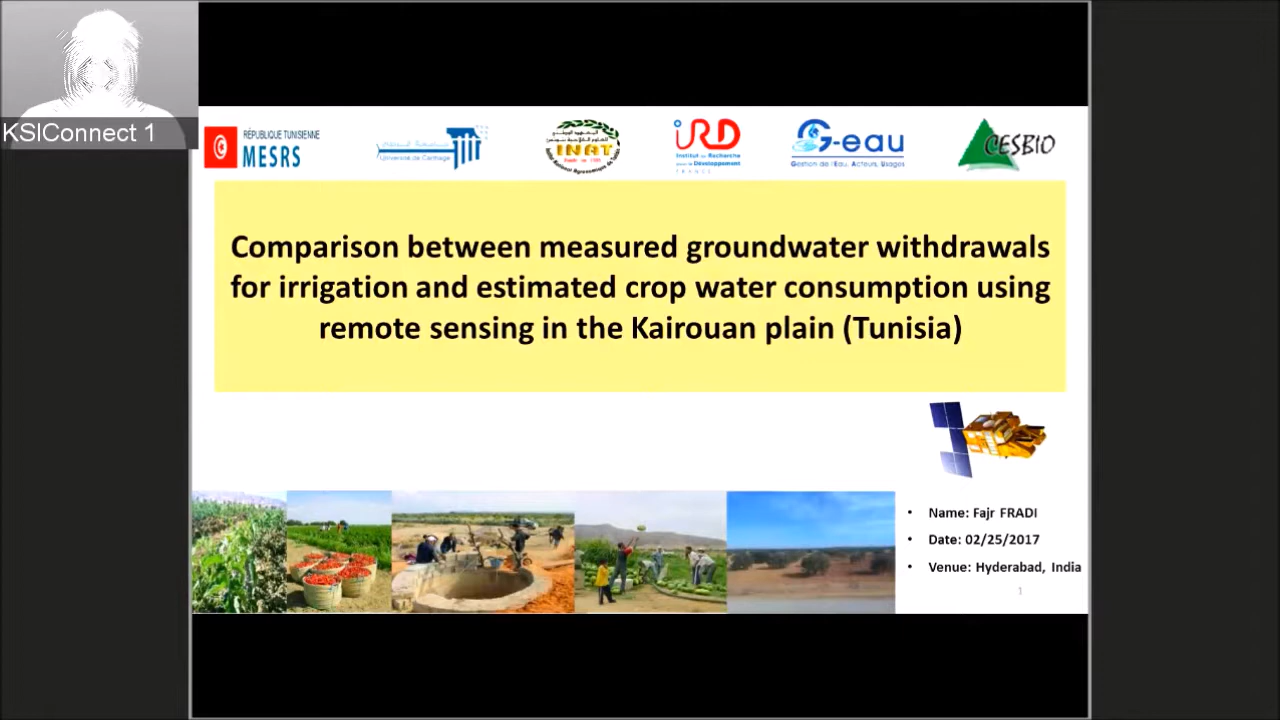 KSIConnect 1
RÉPUBLIQUE TUNISIENNE
MESRS
Université de Carthage
INAT
iRD
Institut de Recherche
pour le Développement
FRANCE
G-eau
Gestion de l'Eau, Acteurs, Usages
CESBIO
Comparison between measured groundwater withdrawals
for irrigation and estimated crop water consumption using
remote sensing in the Kairouan plain (Tunisia)
• Name: Fajr FRADI
• Date: 02/25/2017
• Venue: Hyderabad, India
1